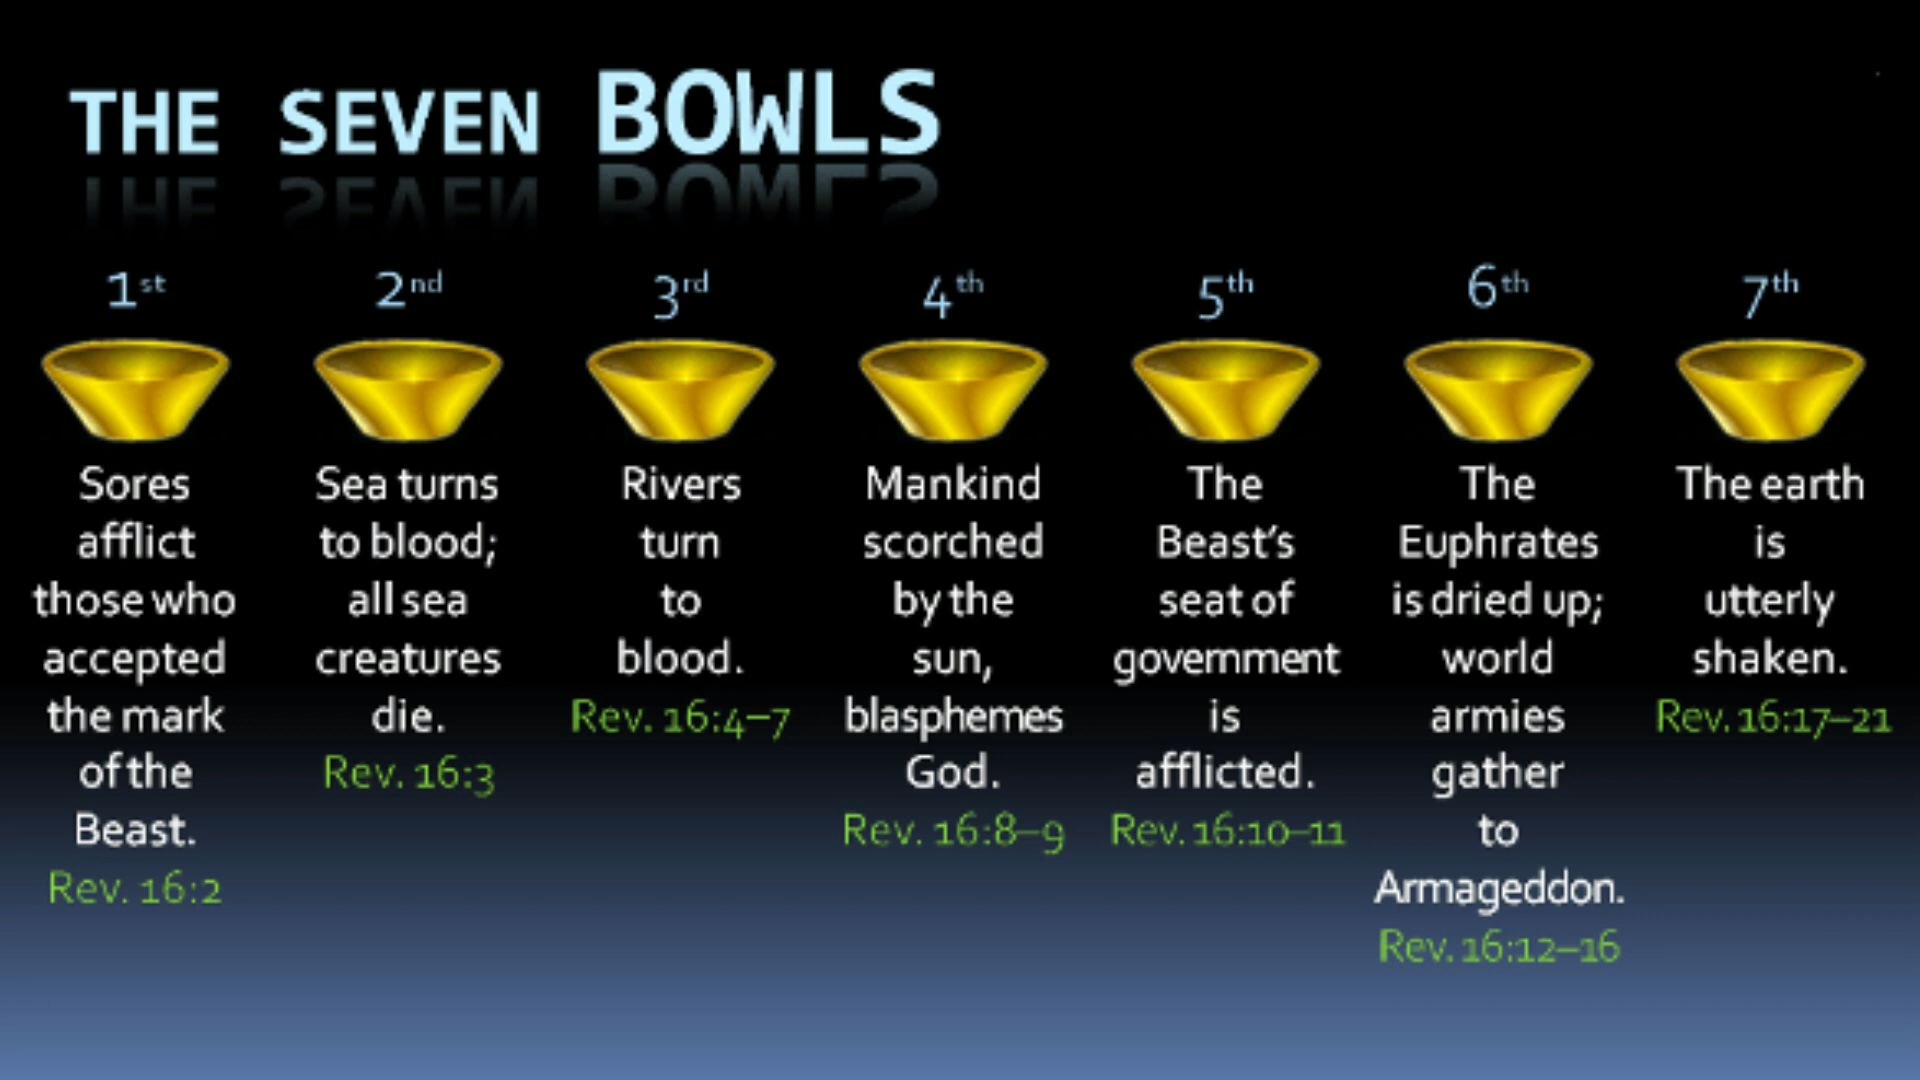 THE SEVEN BOWLS
1st
Sores
afflict
those who
accepted
the mark
of the
Beast.
Rev. 16:2
2nd
Sea turns
to blood;
all sea
creatures
die.
Rev. 16:3
3rd
Rivers
turn
to
blood.
Rev. 16:4–7
4th
Mankind
scorched
by the
sun,
blasphemes
God.
Rev. 16:8–9
5th
The
Beast’s
seat of
government
is
afflicted.
Rev. 16:10–11
6th
The
Euphrates
is dried up;
world
armies
gather
to
Armageddon.
Rev. 16:12–16
7th
The earth
is
utterly
shaken.
Rev. 16:17–21